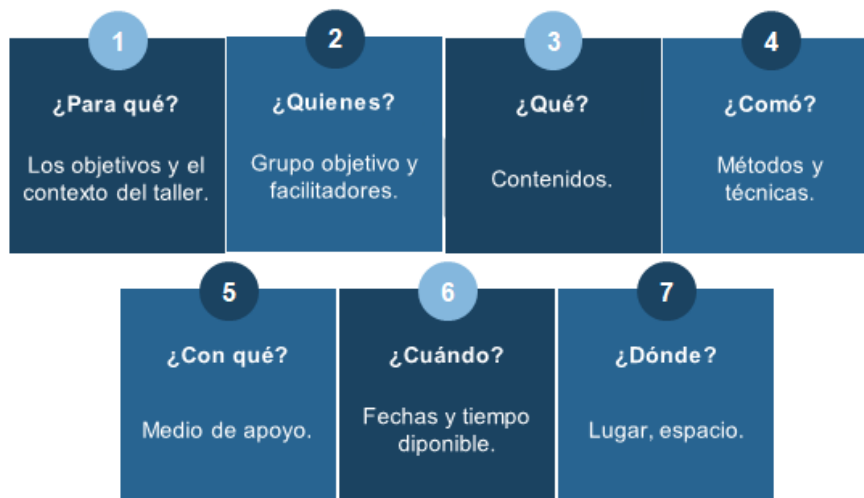 1
¿Para qué?
Los objetivos y el
contexto del taller.
2
¿Quienes?
Grupo objetivo y
facilitadores.
3
¿Qué?
Contenidos.
4
¿Comó?
Métodos y
técnicas.
5
¿Con qué?
Medio de apoyo.
6
¿Cuándo?
Fechas y tiempo
diponible.
7
¿Dónde?
Lugar, espacio.